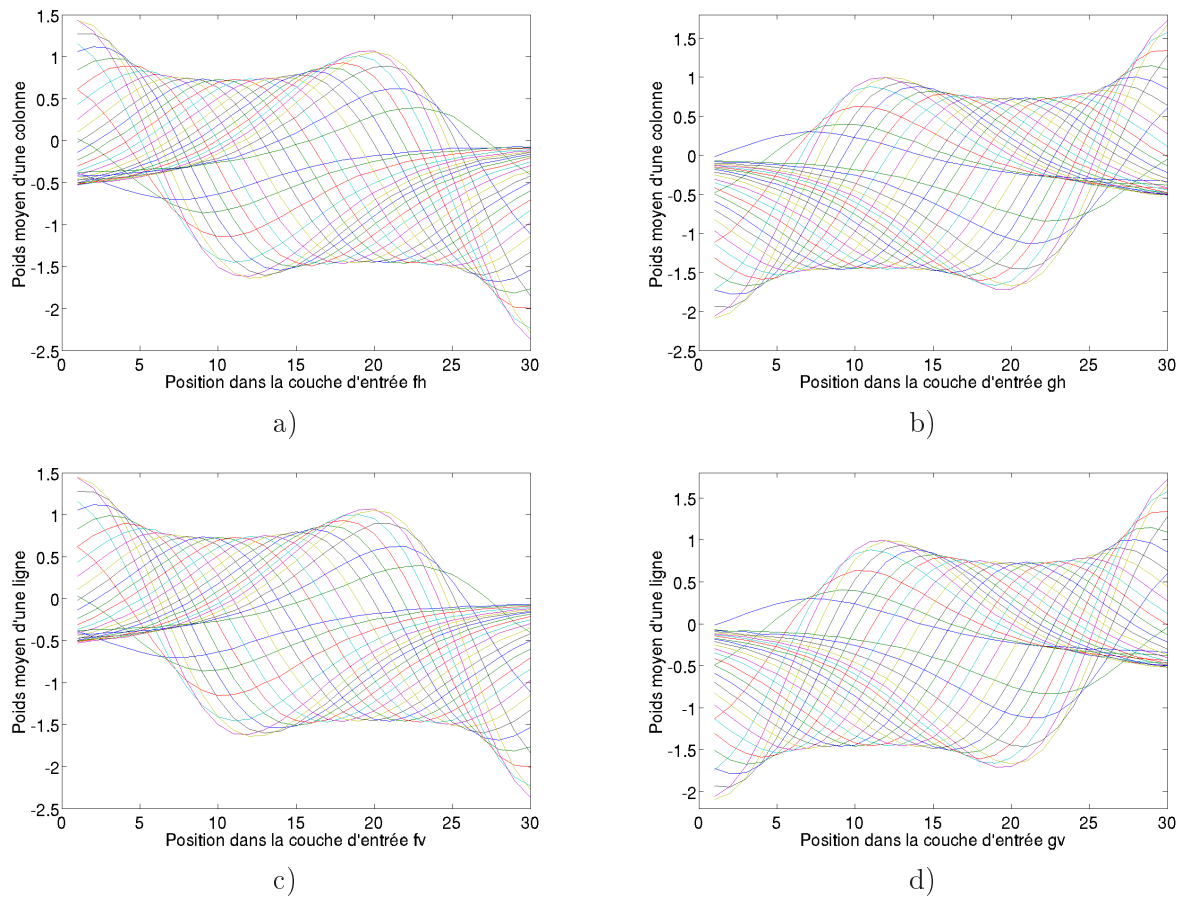 1.5
1
0.5
0
-0.5
-1
-1.5
-2
-2.5
Poids moyen d'une colonne
0 5 10 15 20 25 30
Position dans la couche d'entrée fh
a)
1.5
1
0.5
0
-0.5
-1
-1.5
-2
-2.5
Poids moyen d'une colonne
0 5 10 15 20 25 30
Position dans la couche d'entrée gh
b)
1.5
1
0.5
0
-0.5
-1
-1.5
-2
-2.5
Poids moyen d'une ligne
0 5 10 15 20 25 30
Position dans la couche d'entrée fv
c)
1.5
1
0.5
0
-0.5
-1
-1.5
-2
Poids moyen d'une ligne
0 5 10 15 20 25 30
Position dans la couche d'entrée gv
d)